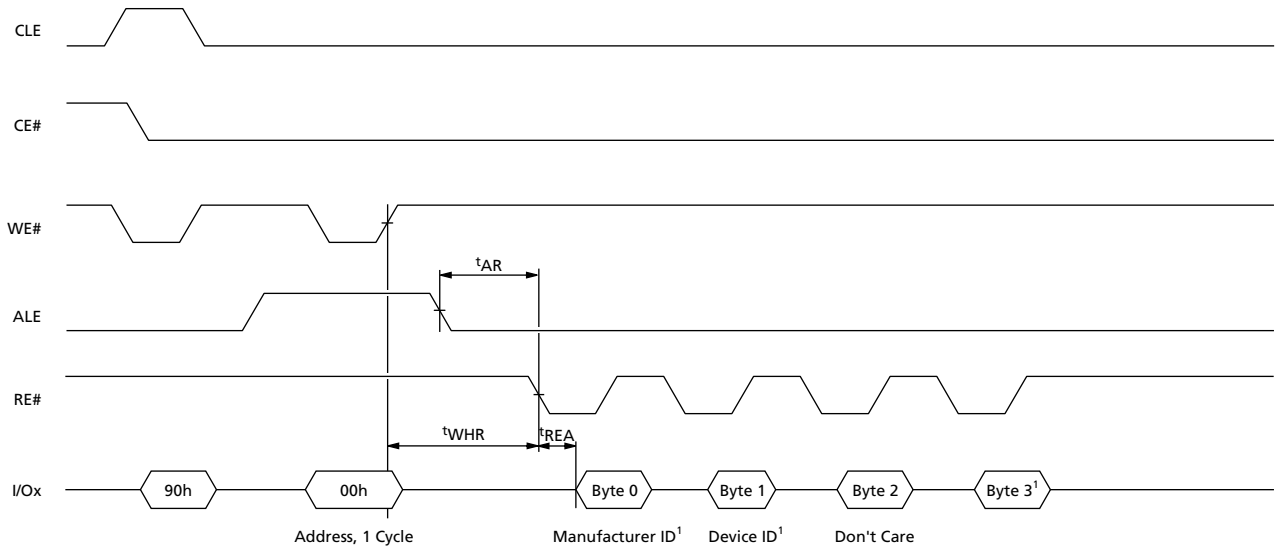 CLE
CE#
WE#
tAR
ALE
RE#
tWHR
tREA
I/Ox
90h
00h
Byte 0
Byte 1
Byte 2
Byte 3¹
Address, 1 Cycle
Manufacturer ID¹
Device ID¹
Don't Care